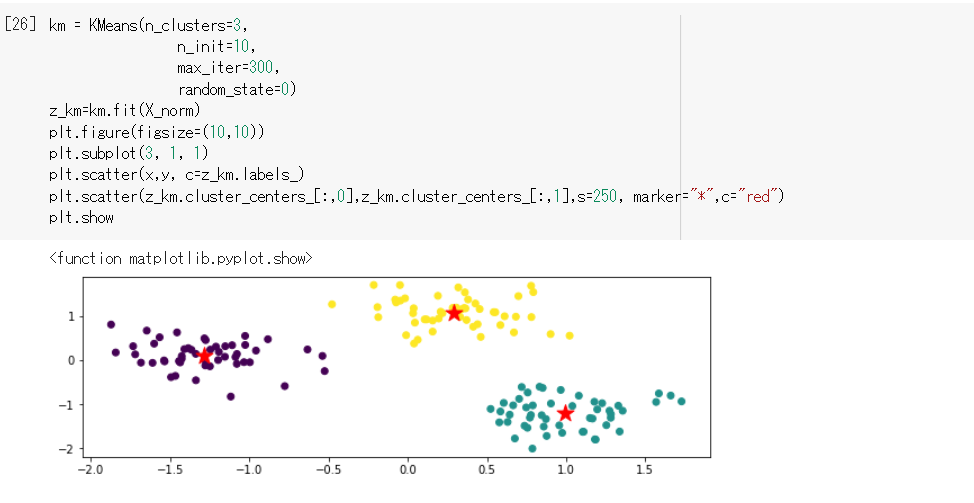 [26] km = KMeans(n_clusters=3,
n_init=10,
max_iter=300,
random_state=0)
z_km=km.fit(X_norm)
plt.figure(figsize=(10,10))
plt.subplot(3, 1, 1)
plt.scatter(x,y, c=z_km.labels_)
plt.scatter(z_km.cluster_centers_[:,0],z_km.cluster_centers_[:,1],s=250, marker="*",c="red")
plt.show
<function matplotlib.pyplot.show>
1
0
−1
−2
−2.0 −1.5 −1.0 −0.5 0.0 0.5 1.0 1.5